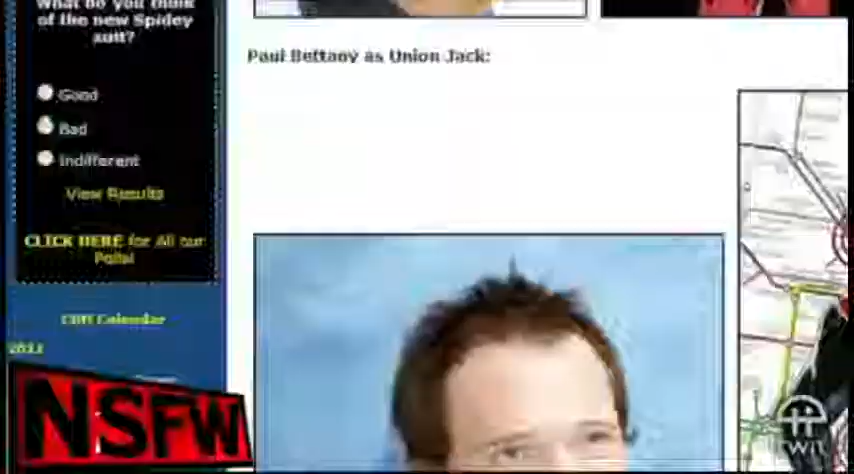 What do you think
of the new Spidey
suit?
Good
Bad
Indifferent
View Results
CLICK HERE for All our
Polls!
CBM Calendar
2011
Paul Bettany as Union Jack:
NSFW
TWiT